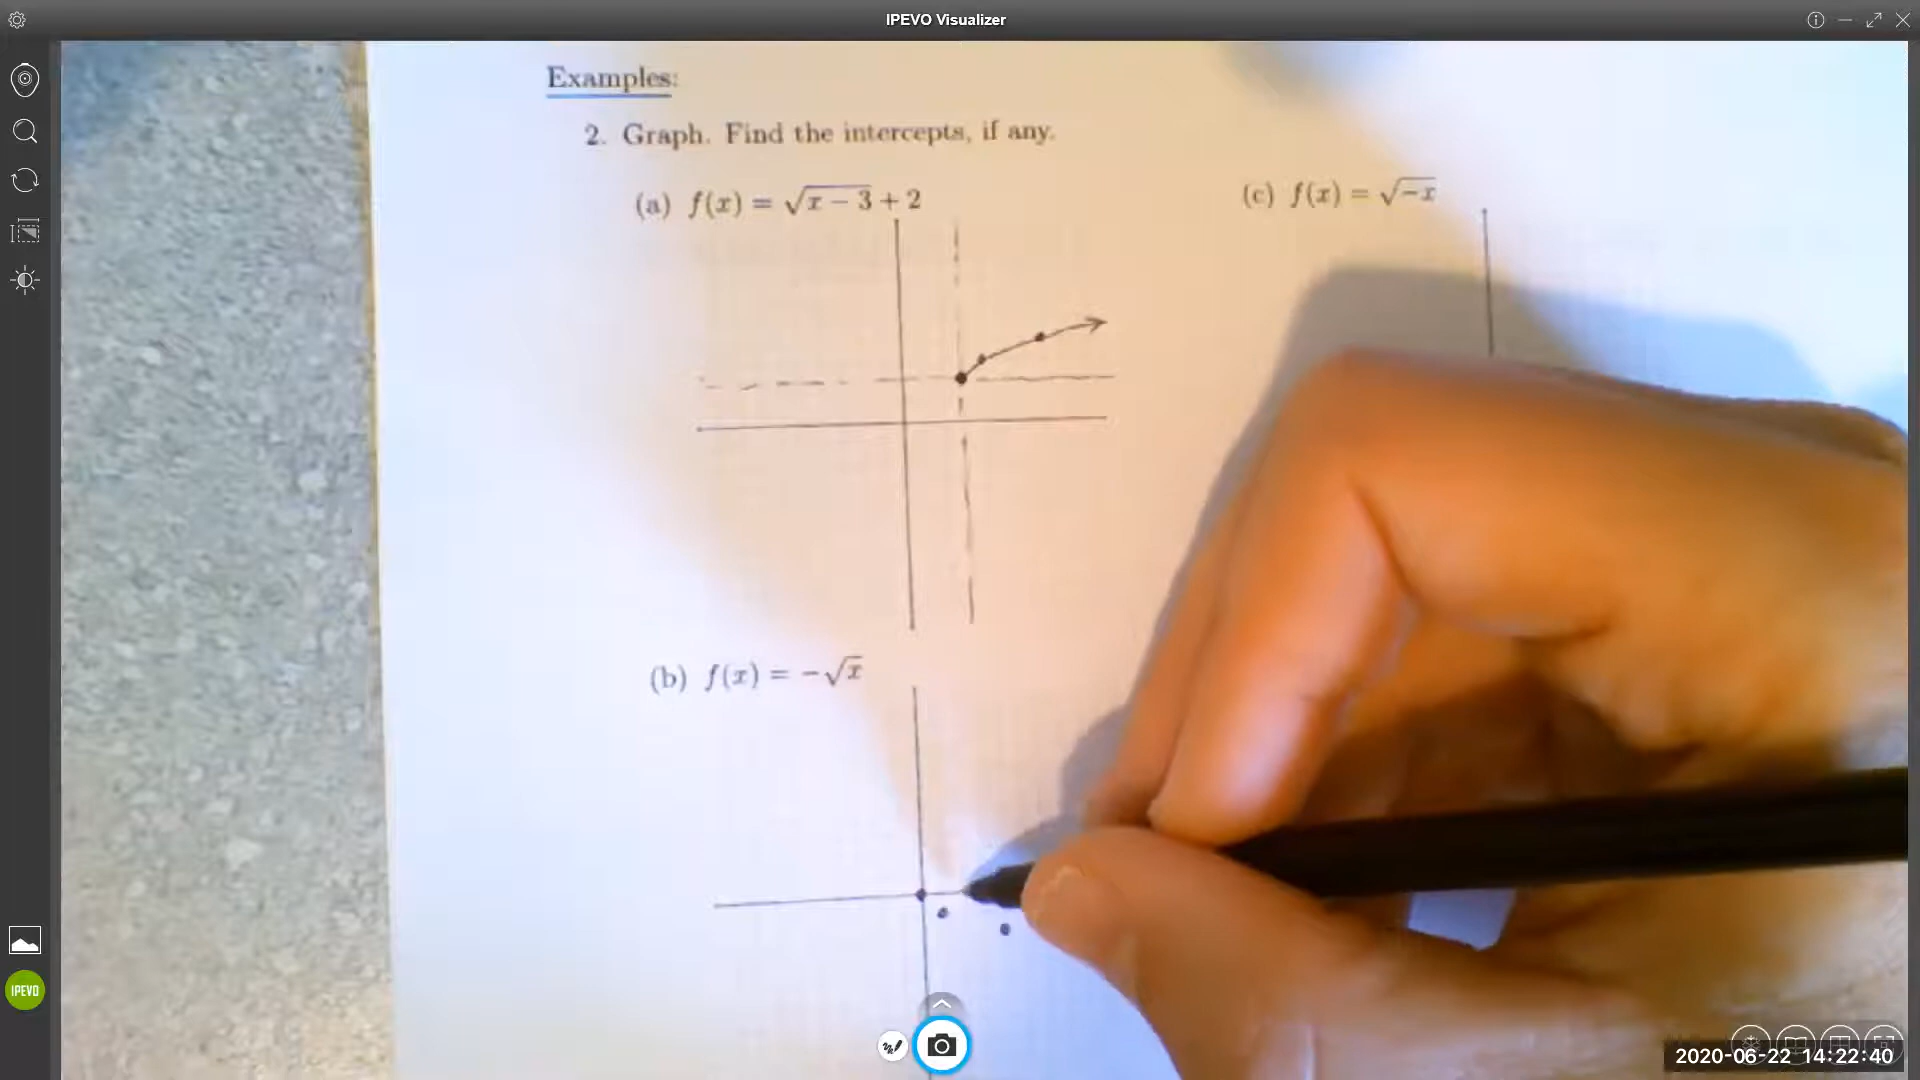 IPEVO Visualizer
Examples:
2. Graph. Find the intercepts, if any.
(a) f(x) = √(x − 3) + 2
(c) f(x) = √(−x)
(b) f(x) = −√x
IPEVO
2020-06-22 14:22:40